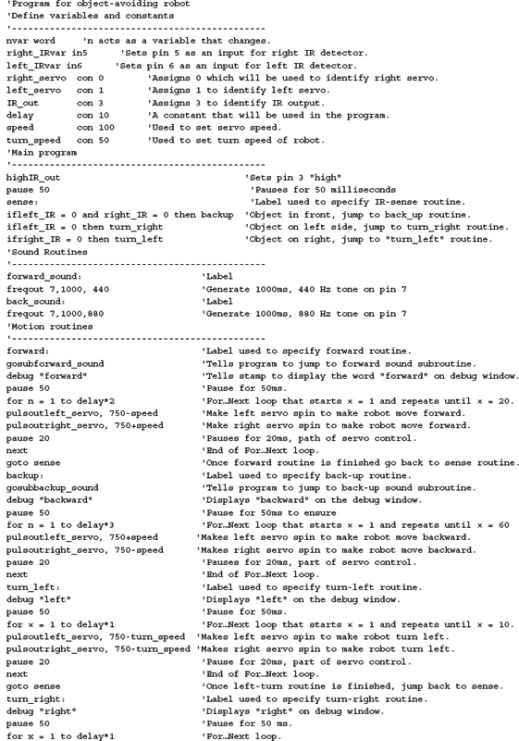 'Program for object-avoiding robot
'Define variables and constants
'--------------------------------------------
nvar word 'n acts as a variable that changes.
right_IRvar in5 'Sets pin 5 as an input for right IR detector.
left_IRvar in6 'Sets pin 6 as an input for left IR detector.
right_servo con 0 'Assigns 0 which will be used to identify right servo.
left_servo con 1 'Assigns 1 to identify left servo.
IR_out con 3 'Assigns 3 to identify IR output.
delay con 10 'A constant that will be used in the program.
speed con 100 'Used to set servo speed.
turn_speed con 50 'Used to set turn speed of robot.
'Main program
'--------------------------------------------
highIR_out 'Sets pin 3 "high"
pause 50 'Pauses for 50 milliseconds
sense: 'Label used to specify IR-sense routine.
ifleft_IR = 0 and right_IR = 0 then backup 'Object in front, jump to back_up routine.
ifleft_IR = 0 then turn_right 'Object on left side, jump to turn_right routine.
ifright_IR = 0 then turn_left 'Object on right, jump to "turn_left" routine.
'Sound Routines
'--------------------------------------------
forward_sound: 'Label
freqout 7,1000, 440 'Generate 1000ms, 440 Hz tone on pin 7
back_sound: 'Label
freqout 7,1000,880 'Generate 1000ms, 880 Hz tone on pin 7
'Motion routines
'--------------------------------------------
forward: 'Label used to specify forward routine.
gosubforward_sound 'Tells program to jump to forward sound subroutine.
debug "forward" 'Tells stamp to display the word "forward" on debug window.
pause 50 'Pause for 50ms.
for n = 1 to delay*2 'For…Next loop that starts x = 1 and repeats until x = 20.
pulsoutleft_servo, 750-speed 'Make left servo spin to make robot move forward.
pulsoutright_servo, 750+speed 'Make right servo spin to make robot move forward.
pause 20 'Pauses for 20ms, path of servo control.
next 'End of For…Next loop.
goto sense 'Once forward routine is finished go back to sense routine.
backup: 'Label used to specify back-up routine.
gosubbackup_sound 'Tells program to jump to back-up sound subroutine.
debug "backward" 'Displays "backward" on the debug window.
pause 50 'Pause for 50ms to ensure
for n = 1 to delay*3 'For…Next loop that starts x = 1 and repeats until x = 60
pulsoutleft_servo, 750+speed 'Makes left servo spin to make robot move backward.
pulsoutright_servo, 750-speed 'Makes right servo spin to make robot move backward.
pause 20 'Pauses for 20ms, part of servo control.
next 'End of For…Next loop.
turn_left: 'Label used to specify turn-left routine.
debug "left" 'Displays "left" on the debug window.
pause 50 'Pause for 50ms.
for x = 1 to delay*1 'For…Next loop that starts x = 1 and repeats until x = 10.
pulsoutleft_servo, 750-turn_speed 'Makes left servo spin to make robot turn left.
pulsoutright_servo, 750-turn_speed 'Makes right servo spin to make robot turn left.
pause 20 'Pause for 20ms, part of servo control.
next 'End of For…Next loop.
goto sense 'Once left-turn routine is finished, jump back to sense.
turn_right: 'Label used to specify turn-right routine.
debug "right" 'Displays "right" on debug window.
pause 50 'Pause for 50 ms.
for x = 1 to delay*1 'For…Next loop.